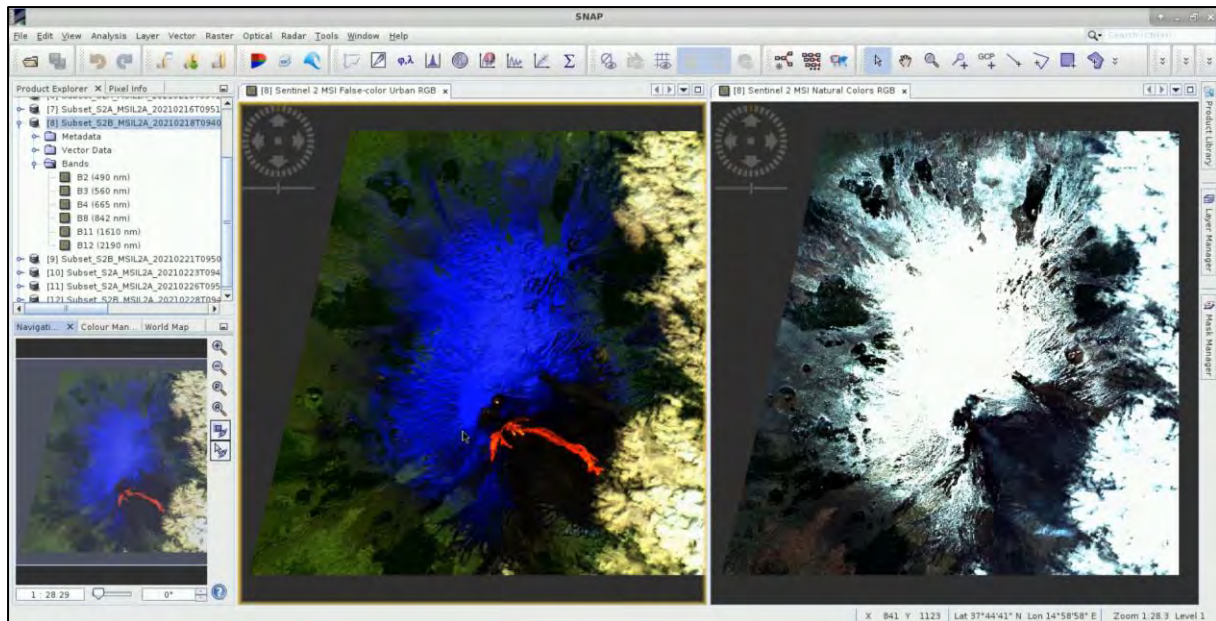 SNAP
File Edit View Analysis Layer Vector Raster Optical Radar Tools Window Help
Product Explorer Pixel Info
[8] Sentinel 2 MSI False-color Urban RGB
[8] Sentinel 2 MSI Natural Colors RGB
[7] Subset_S2A_MSIL2A_20210216T0951
[8] Subset_S2B_MSIL2A_20210218T0940
Metadata
Vector Data
Bands
B2 (490 nm)
B3 (560 nm)
B4 (665 nm)
B8 (842 nm)
B11 (1610 nm)
B12 (2190 nm)
[9] Subset_S2B_MSIL2A_20210221T0950
[10] Subset_S2A_MSIL2A_20210223T094
[11] Subset_S2A_MSIL2A_20210226T095
[12] Subset_S2B_MSIL2A_20210228T094
Navigati... Colour Man... World Map
1 : 28.29
0°
Product Library
Layer Manager
Mask Manager
X 841 Y 1123 Lat 37°44'41" N Lon 14°58'58" E Zoom 1:28.3 Level 1